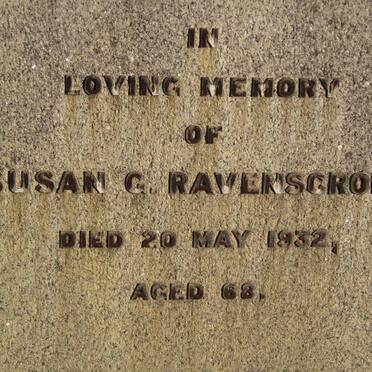 IN
LOVING MEMORY
OF
SUSAN G. RAVENSCRO
DIED 20 MAY 1932,
AGED 68.